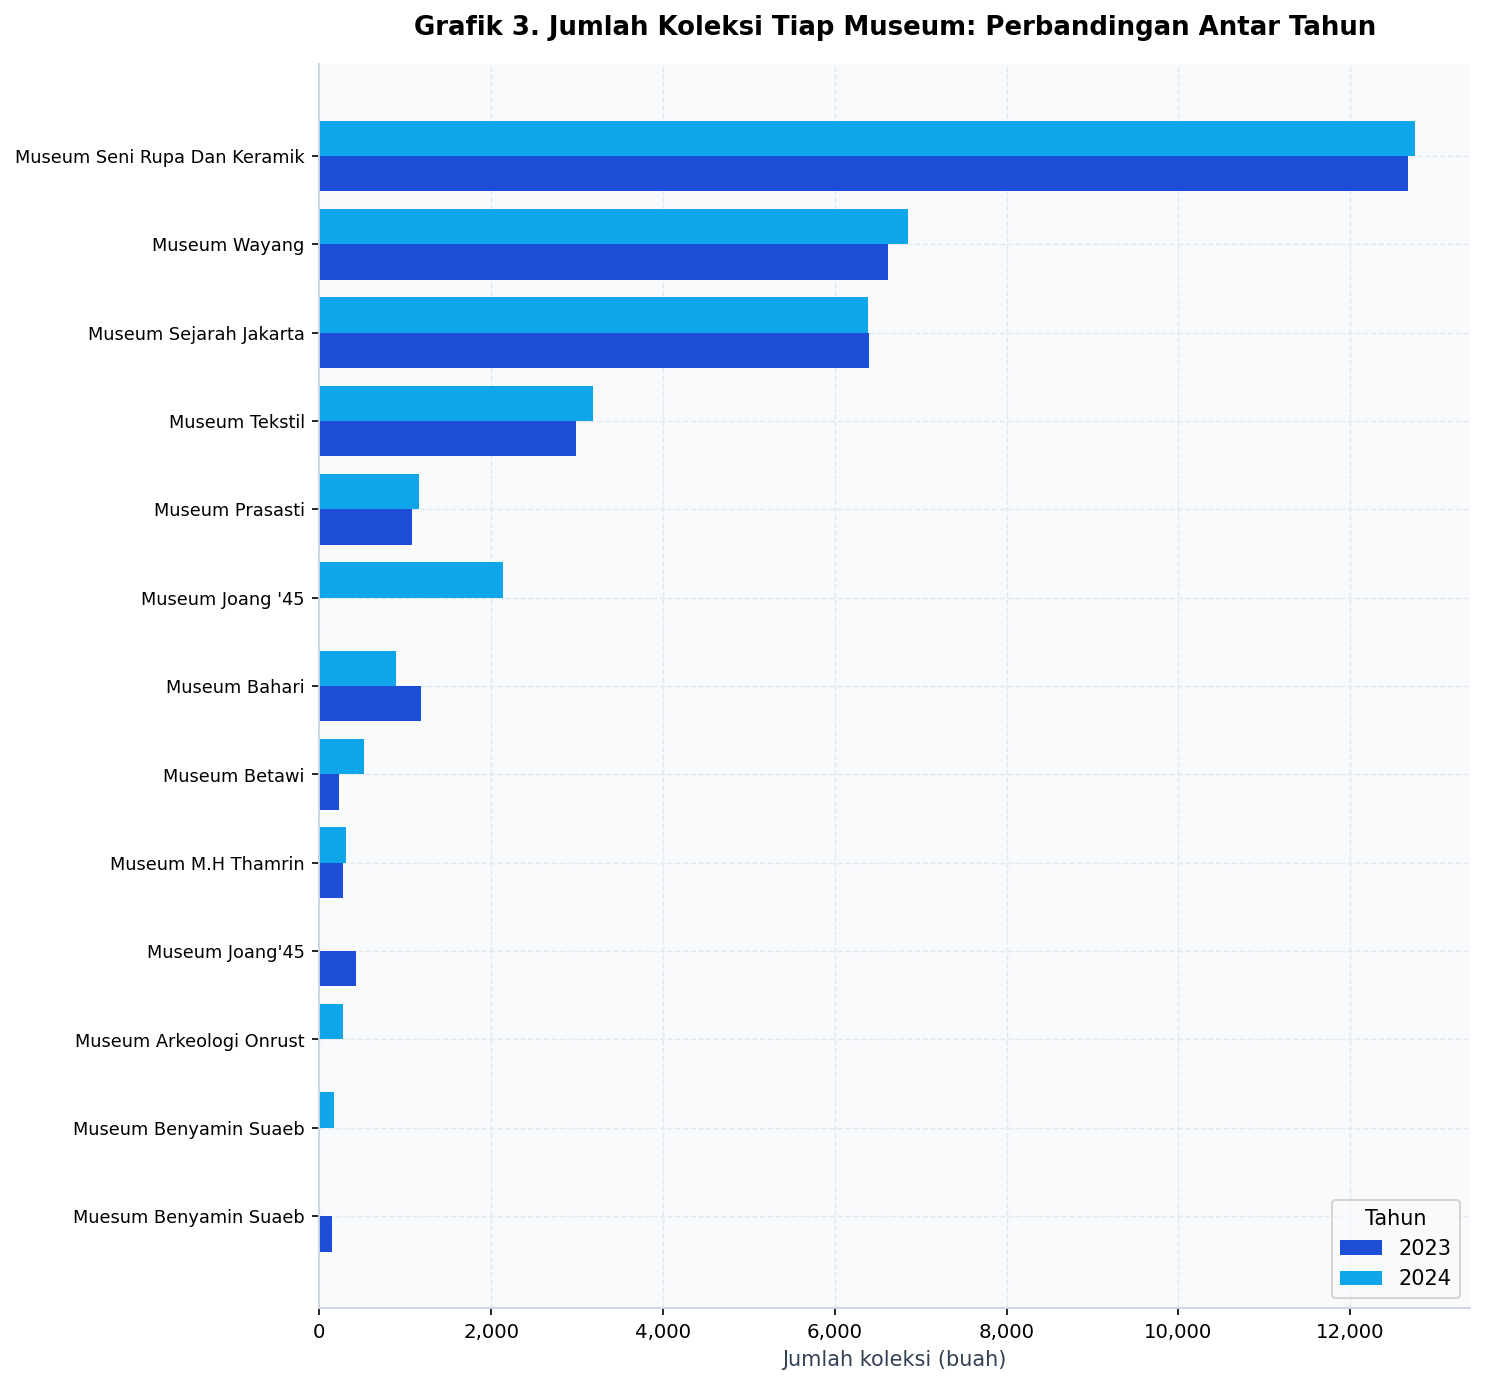 Grafik 3. Jumlah Koleksi Tiap Museum: Perbandingan Antar Tahun
Museum Seni Rupa Dan Keramik
Museum Wayang
Museum Sejarah Jakarta
Museum Tekstil
Museum Prasasti
Museum Joang '45
Museum Bahari
Museum Betawi
Museum M.H Thamrin
Museum Joang'45
Museum Arkeologi Onrust
Museum Benyamin Suaeb
Muesum Benyamin Suaeb
Tahun
2023
2024
0 2,000 4,000 6,000 8,000 10,000 12,000
Jumlah koleksi (buah)